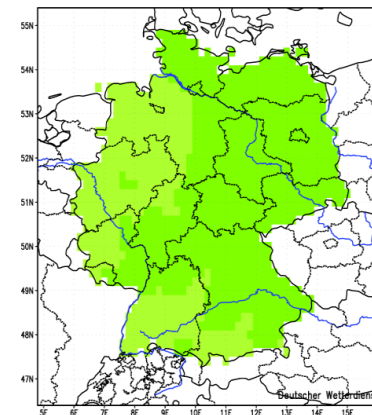 55N
54N
53N
52N
51N
50N
49N
48N
47N
5E 6E 7E 8E 9E 10E 11E 12E 13E 14E 15E
Deutscher Wetterdiens